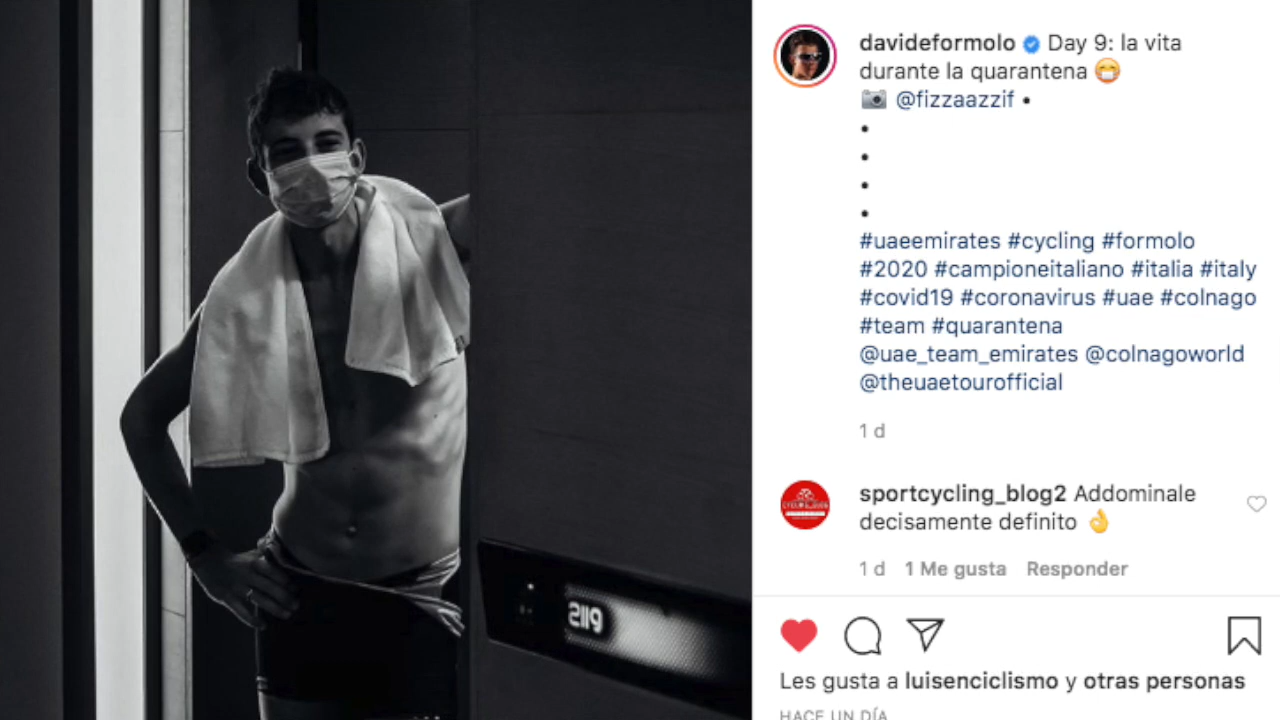 2119
davideformolo Day 9: la vita
durante la quarantena 😷
📷 @fizzaazzif •
•
•
•
•
#uaeemirates #cycling #formolo
#2020 #campioneitaliano #italia #italy
#covid19 #coronavirus #uae #colnago
#team #quarantena
@uae_team_emirates @colnagoworld
@theuaetourofficial
1 d
sportcycling_blog2 Addominale
decisamente definito 👌
1 d 1 Me gusta Responder
Les gusta a luisenciclismo y otras personas
HACE UN DÍA